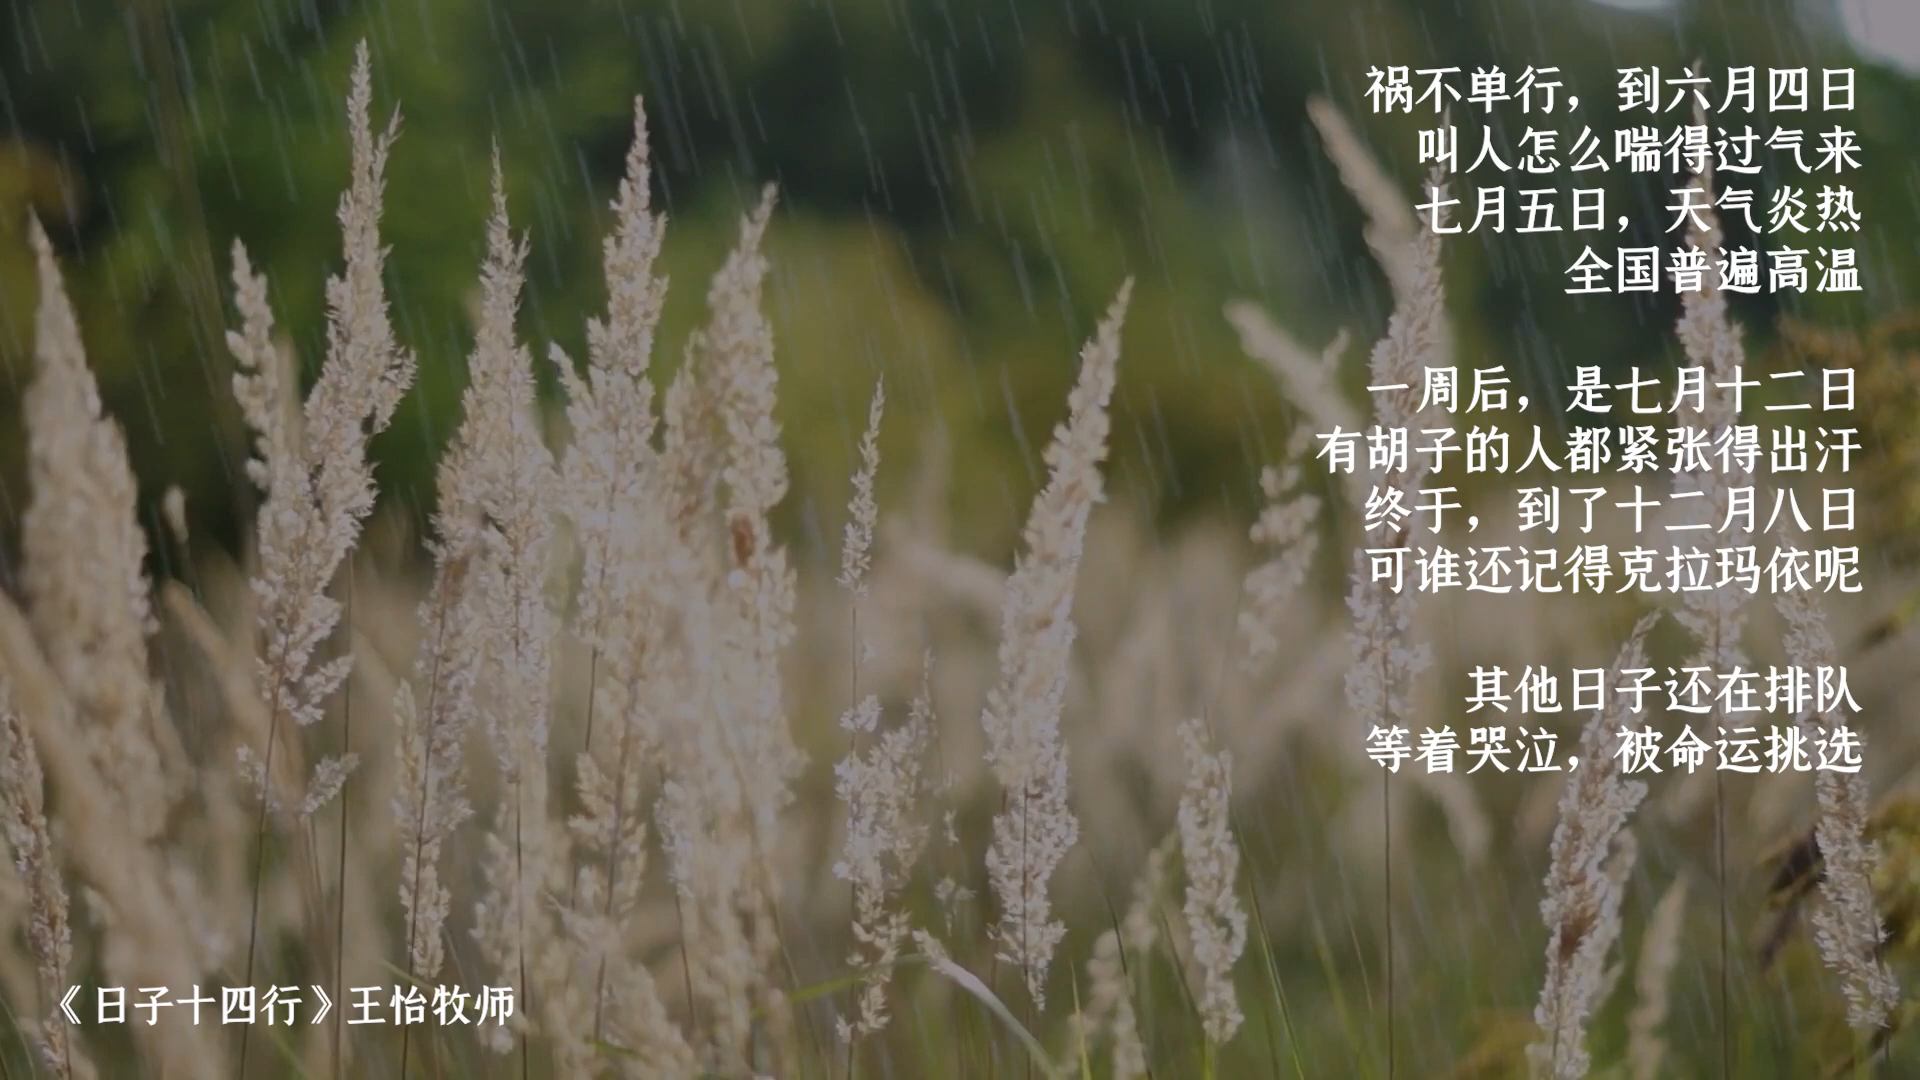 祸不单行，到六月四日
叫人怎么喘得过气来
七月五日，天气炎热
全国普遍高温
一周后，是七月十二日
有胡子的人都紧张得出汗
终于，到了十二月八日
可谁还记得克拉玛依呢
其他日子还在排队
等着哭泣，被命运挑选
《日子十四行》王怡牧师